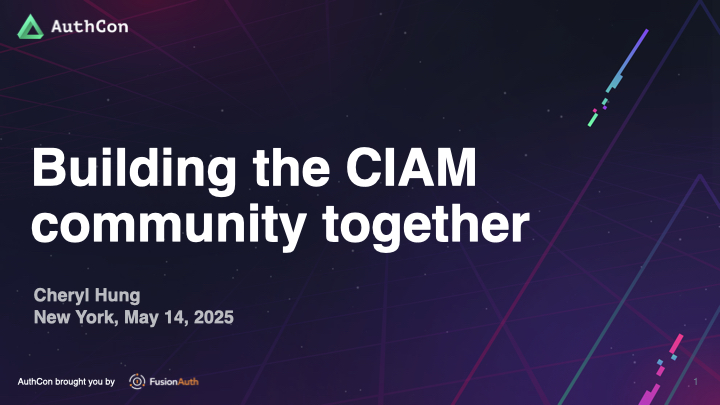 AuthCon
Building the CIAM
community together
Cheryl Hung
New York, May 14, 2025
AuthCon brought you by FusionAuth
1